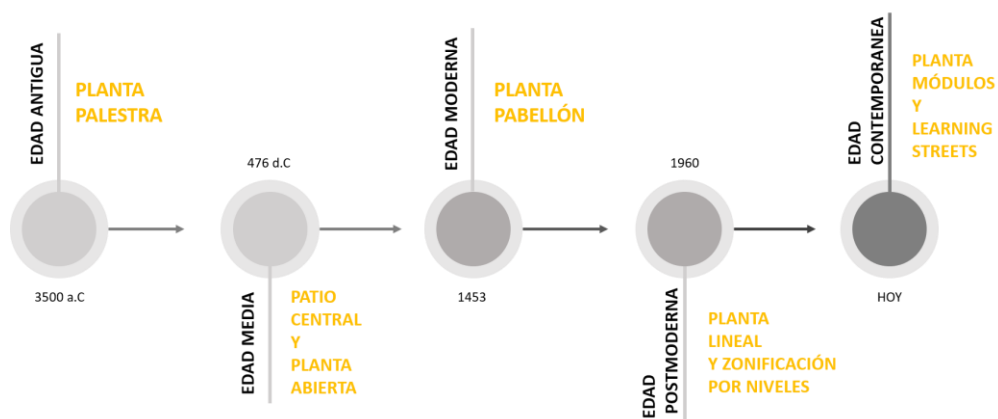 EDAD ANTIGUA
PLANTA
PALESTRA
3500 a.C
476 d.C
EDAD MEDIA
PATIO
CENTRAL
Y
PLANTA
ABIERTA
EDAD MODERNA
PLANTA
PABELLÓN
1453
1960
EDAD
POSTMODERNA
PLANTA
LINEAL
Y ZONIFICACIÓN
POR NIVELES
EDAD
CONTEMPORANEA
PLANTA
MÓDULOS
Y
LEARNING
STREETS
HOY